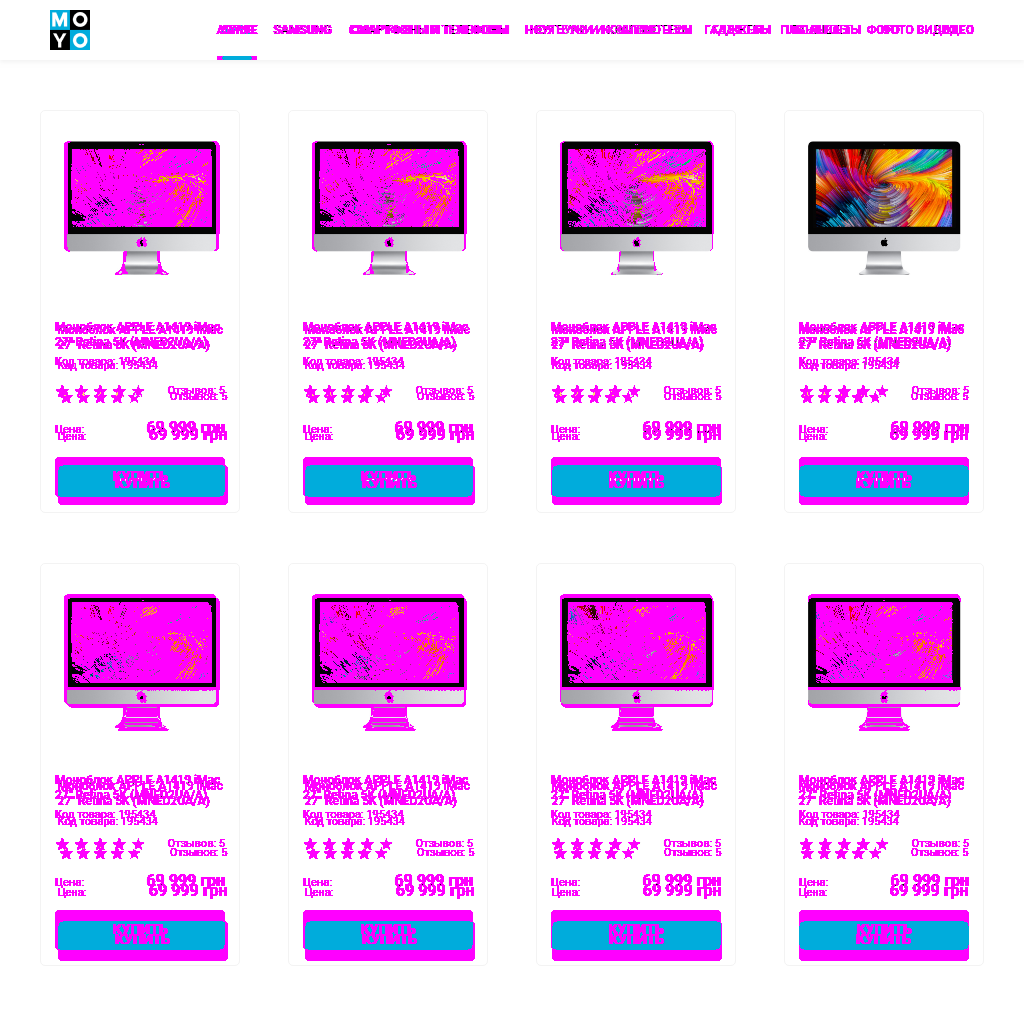 MO
YO
APPLE SAMSUNG СМАРТФОНЫ И ТЕЛЕФОНЫ НОУТБУКИ И КОМПЬЮТЕРЫ ГАДЖЕТЫ ПЛАНШЕТЫ ФОТО ВИДЕО
Моноблок APPLE A1419 iMac
27" Retina 5K (MNED2UA/A)
Код товара: 195434
Отзывов: 5
Цена: 69 999 грн
КУПИТЬ
Моноблок APPLE A1419 iMac
27" Retina 5K (MNED2UA/A)
Код товара: 195434
Отзывов: 5
Цена: 69 999 грн
КУПИТЬ
Моноблок APPLE A1419 iMac
27" Retina 5K (MNED2UA/A)
Код товара: 195434
Отзывов: 5
Цена: 69 999 грн
КУПИТЬ
Моноблок APPLE A1419 iMac
27" Retina 5K (MNED2UA/A)
Код товара: 195434
Отзывов: 5
Цена: 69 999 грн
КУПИТЬ
Моноблок APPLE A1419 iMac
27" Retina 5K (MNED2UA/A)
Код товара: 195434
Отзывов: 5
Цена: 69 999 грн
КУПИТЬ
Моноблок APPLE A1419 iMac
27" Retina 5K (MNED2UA/A)
Код товара: 195434
Отзывов: 5
Цена: 69 999 грн
КУПИТЬ
Моноблок APPLE A1419 iMac
27" Retina 5K (MNED2UA/A)
Код товара: 195434
Отзывов: 5
Цена: 69 999 грн
КУПИТЬ
Моноблок APPLE A1419 iMac
27" Retina 5K (MNED2UA/A)
Код товара: 195434
Отзывов: 5
Цена: 69 999 грн
КУПИТЬ